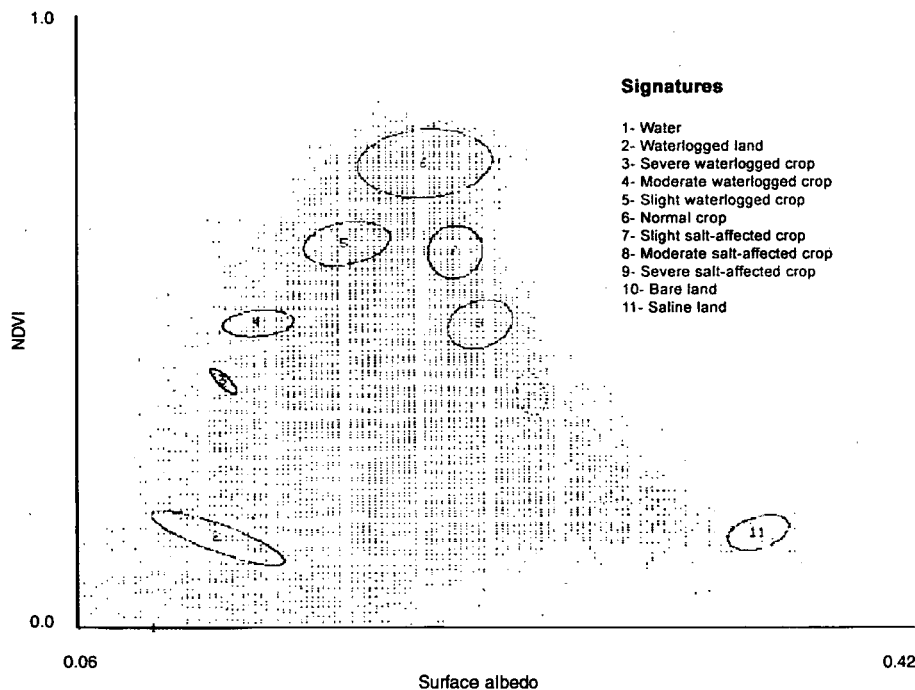 1.0
Signatures
1- Water
2- Waterlogged land
3- Severe waterlogged crop
4- Moderate waterlogged crop
5- Slight waterlogged crop
6- Normal crop
7- Slight salt-affected crop
8- Moderate salt-affected crop
9- Severe salt-affected crop
10- Bare land
11- Saline land
5
NDVI
4
3
2
11
0.0
0.06
0.42
Surface albedo